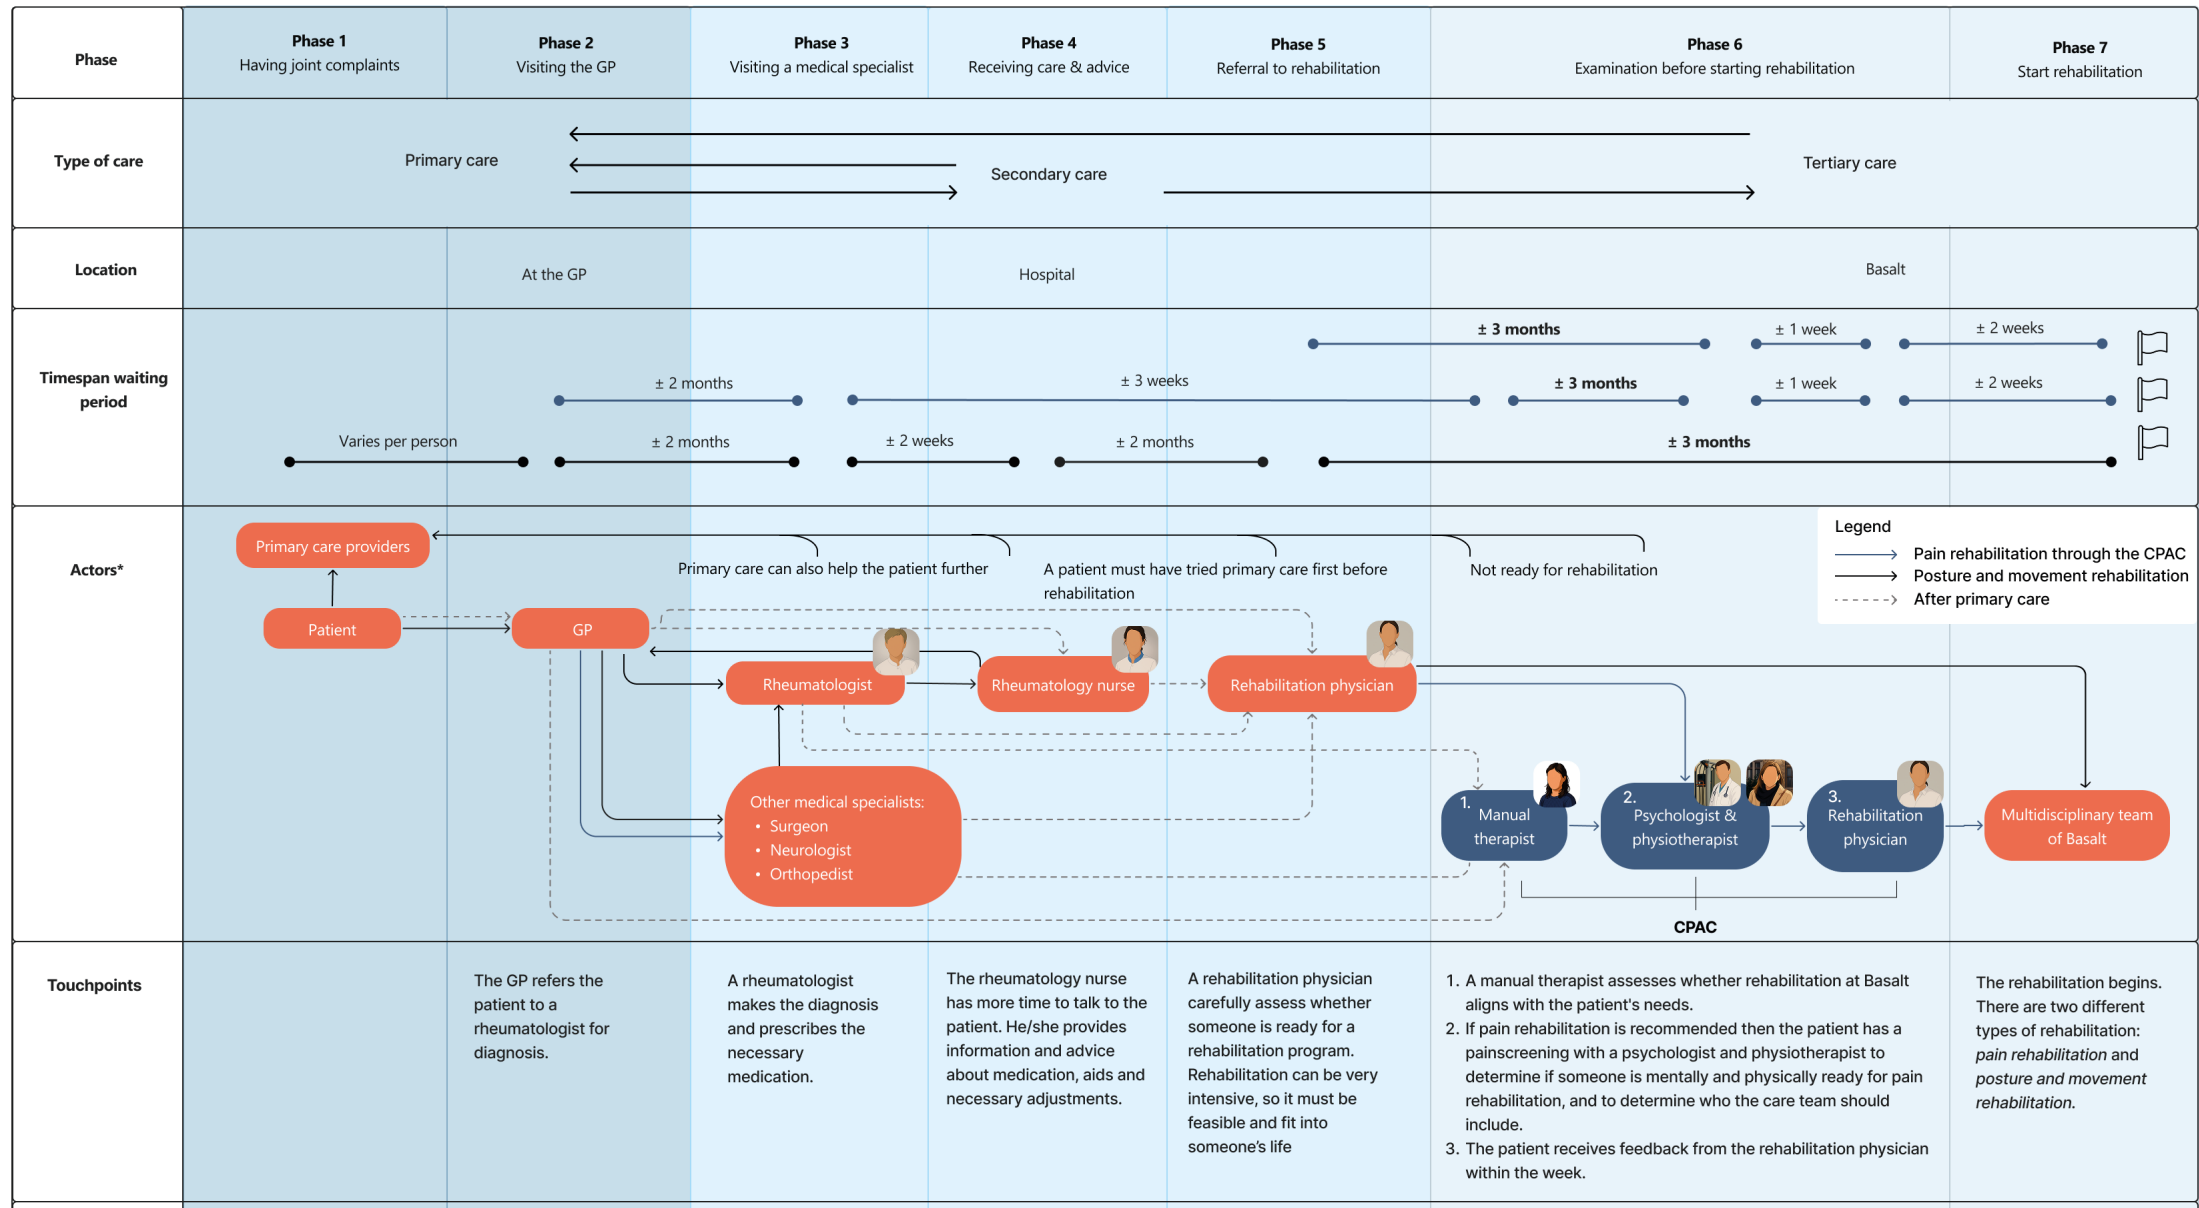 Phase
Phase 1
Having joint complaints
Phase 2
Visiting the GP
Phase 3
Visiting a medical specialist
Phase 4
Receiving care & advice
Phase 5
Referral to rehabilitation
Phase 6
Examination before starting rehabilitation
Phase 7
Start rehabilitation
Type of care
Primary care
Secondary care
Tertiary care
Location
At the GP
Hospital
Basalt
Timespan waiting
period
± 3 months
± 1 week
± 2 weeks
± 2 months
± 3 weeks
± 3 months
± 1 week
± 2 weeks
Varies per person
± 2 months
± 2 weeks
± 2 months
± 3 months
Actors*
Primary care providers
Primary care can also help the patient further
A patient must have tried primary care first before
rehabilitation
Not ready for rehabilitation
Legend
Pain rehabilitation through the CPAC
Posture and movement rehabilitation
After primary care
Patient
GP
Rheumatologist
Rheumatology nurse
Rehabilitation physician
Other medical specialists:
• Surgeon
• Neurologist
• Orthopedist
1.
Manual
therapist
2.
Psychologist &
physiotherapist
3.
Rehabilitation
physician
Multidisciplinary team
of Basalt
CPAC
Touchpoints
The GP refers the
patient to a
rheumatologist for
diagnosis.
A rheumatologist
makes the diagnosis
and prescribes the
necessary
medication.
The rheumatology nurse
has more time to talk to the
patient. He/she provides
information and advice
about medication, aids and
necessary adjustments.
A rehabilitation physician
carefully assess whether
someone is ready for a
rehabilitation program.
Rehabilitation can be very
intensive, so it must be
feasible and fit into
someone's life
1. A manual therapist assesses whether rehabilitation at Basalt
aligns with the patient's needs.
2. If pain rehabilitation is recommended then the patient has a
painscreening with a psychologist and physiotherapist to
determine if someone is mentally and physically ready for pain
rehabilitation, and to determine who the care team should
include.
3. The patient receives feedback from the rehabilitation physician
within the week.
The rehabilitation begins.
There are two different
types of rehabilitation:
pain rehabilitation and
posture and movement
rehabilitation.